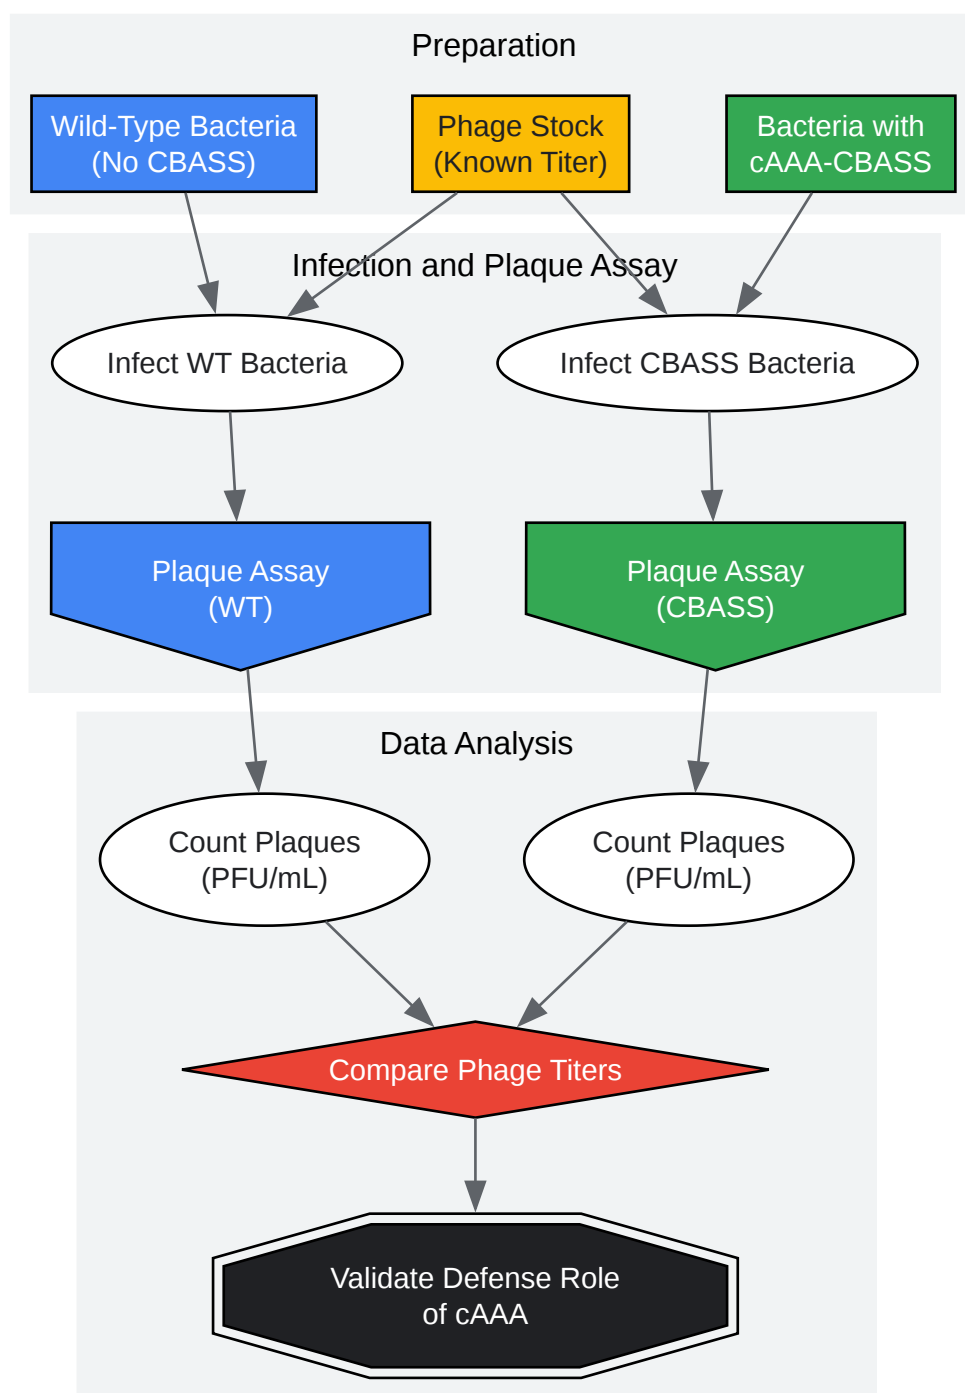 Preparation
Wild-Type Bacteria
(No CBASS)
Phage Stock
(Known Titer)
Bacteria with
cAAA-CBASS
Infection and Plaque Assay
Infect WT Bacteria
Infect CBASS Bacteria
Plaque Assay
(WT)
Plaque Assay
(CBASS)
Data Analysis
Count Plaques
(PFU/mL)
Count Plaques
(PFU/mL)
Compare Phage Titers
Validate Defense Role
of cAAA